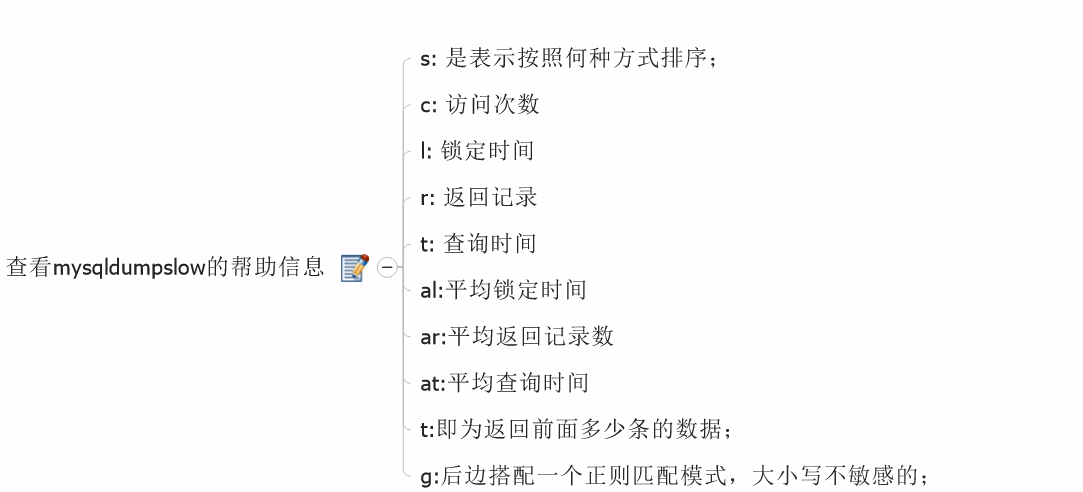 查看mysqldumpslow的帮助信息
s: 是表示按照何种方式排序；
c: 访问次数
l: 锁定时间
r: 返回记录
t: 查询时间
al:平均锁定时间
ar:平均返回记录数
at:平均查询时间
t:即为返回前面多少条的数据；
g:后边搭配一个正则匹配模式，大小写不敏感的；